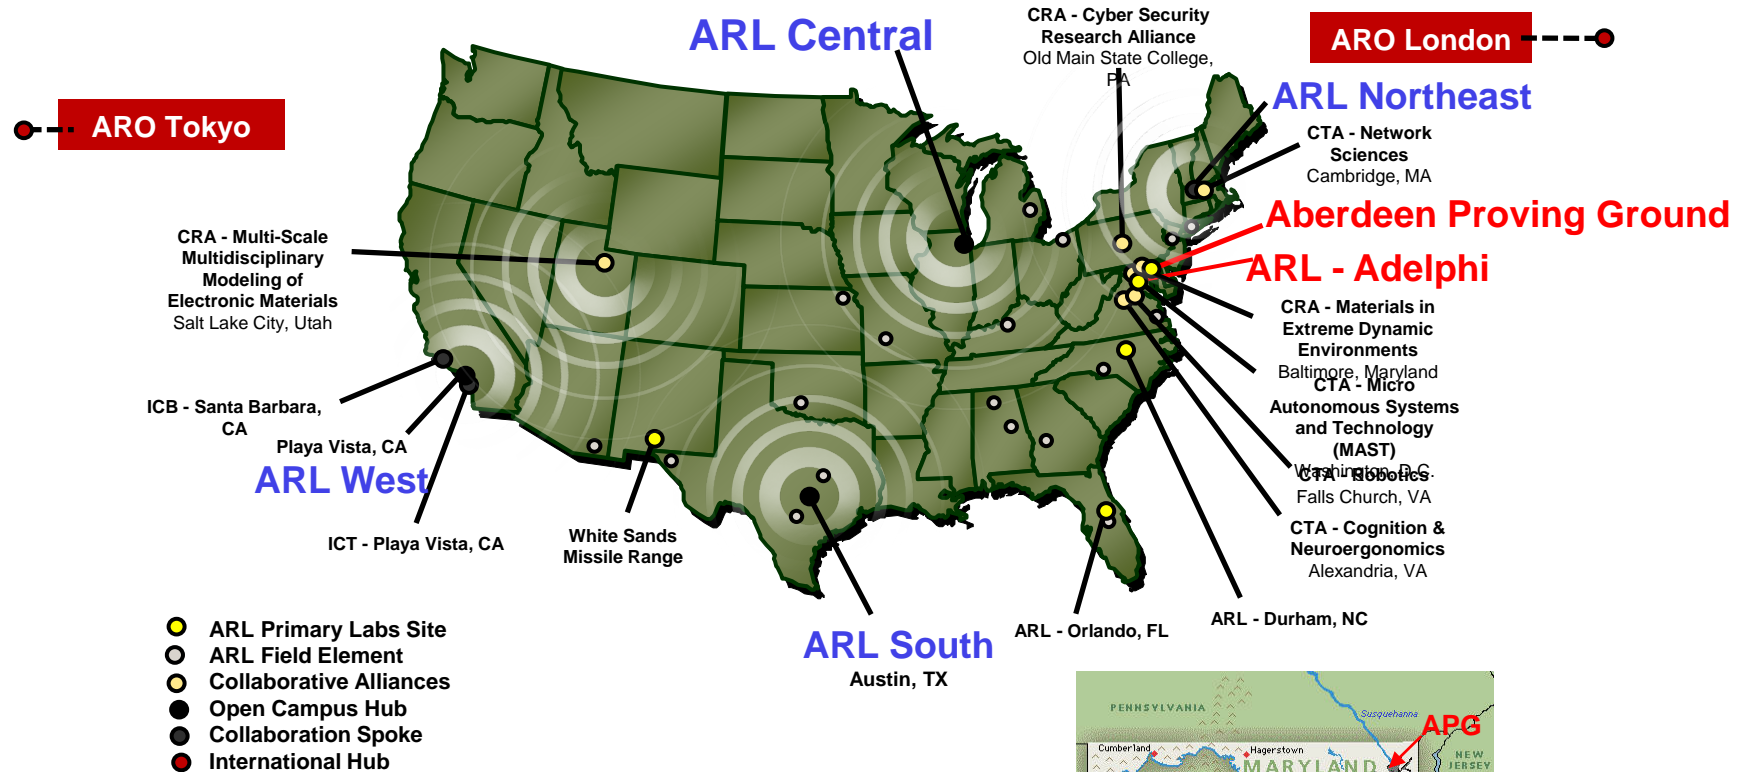 CRA - Cyber Security
Research Alliance
Old Main State College,
PA
ARL Central
ARO London
ARL Northeast
ARO Tokyo
CTA - Network
Sciences
Cambridge, MA
Aberdeen Proving Ground
CRA - Multi-Scale
Multidisciplinary
Modeling of
Electronic Materials
Salt Lake City, Utah
ARL - Adelphi
CRA - Materials in
Extreme Dynamic
Environments
Baltimore, Maryland
CTA - Micro
Autonomous Systems
and Technology
(MAST)
Washington, D.C.
CTA - Robotics
Falls Church, VA
ICB - Santa Barbara,
CA
Playa Vista, CA
ARL West
ICT - Playa Vista, CA
White Sands
Missile Range
CTA - Cognition &
Neuroergonomics
Alexandria, VA
ARL - Durham, NC
ARL - Orlando, FL
ARL South
Austin, TX
ARL Primary Labs Site
ARL Field Element
Collaborative Alliances
Open Campus Hub
Collaboration Spoke
International Hub
PENNSYLVANIA
Susquehanna
APG
Cumberland
Hagerstown
MARYLAND
NEW
JERSEY